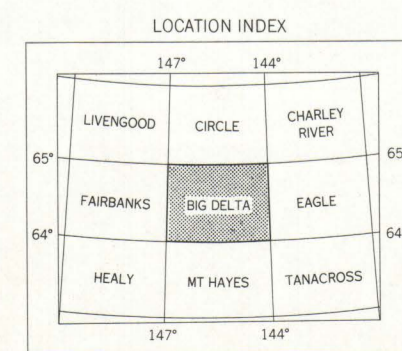 LOCATION INDEX
147° 144°
LIVENGOOD CIRCLE CHARLEY
RIVER
65° 65
FAIRBANKS BIG DELTA EAGLE
64° 64
HEALY MT HAYES TANACROSS
147° 144°